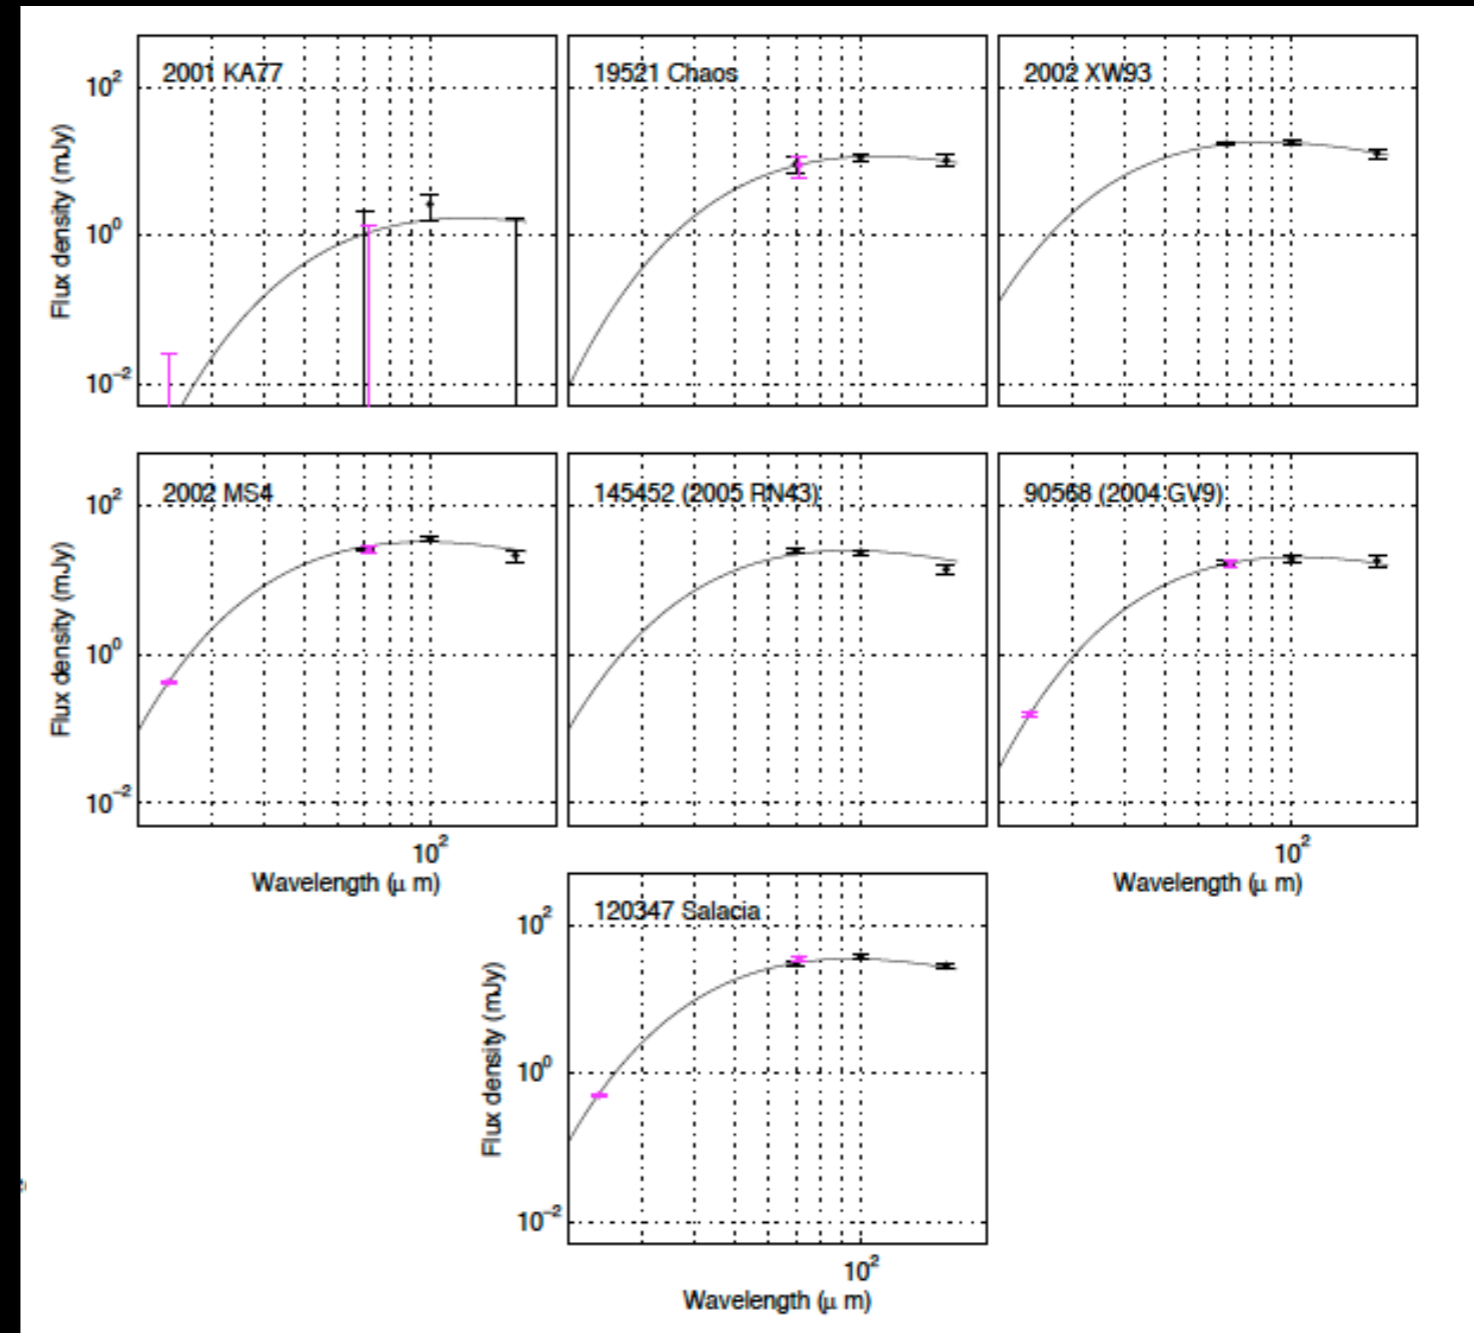 2001 KA77
19521 Chaos
2002 XW93
10²
10⁰
10⁻²
Flux density (mJy)
2002 MS4
145452 (2005 RN43)
90568 (2004 GV9)
10²
10⁰
10⁻²
Flux density (mJy)
10²
10²
Wavelength (μ m)
Wavelength (μ m)
120347 Salacia
10²
10⁰
10⁻²
Flux density (mJy)
10²
Wavelength (μ m)